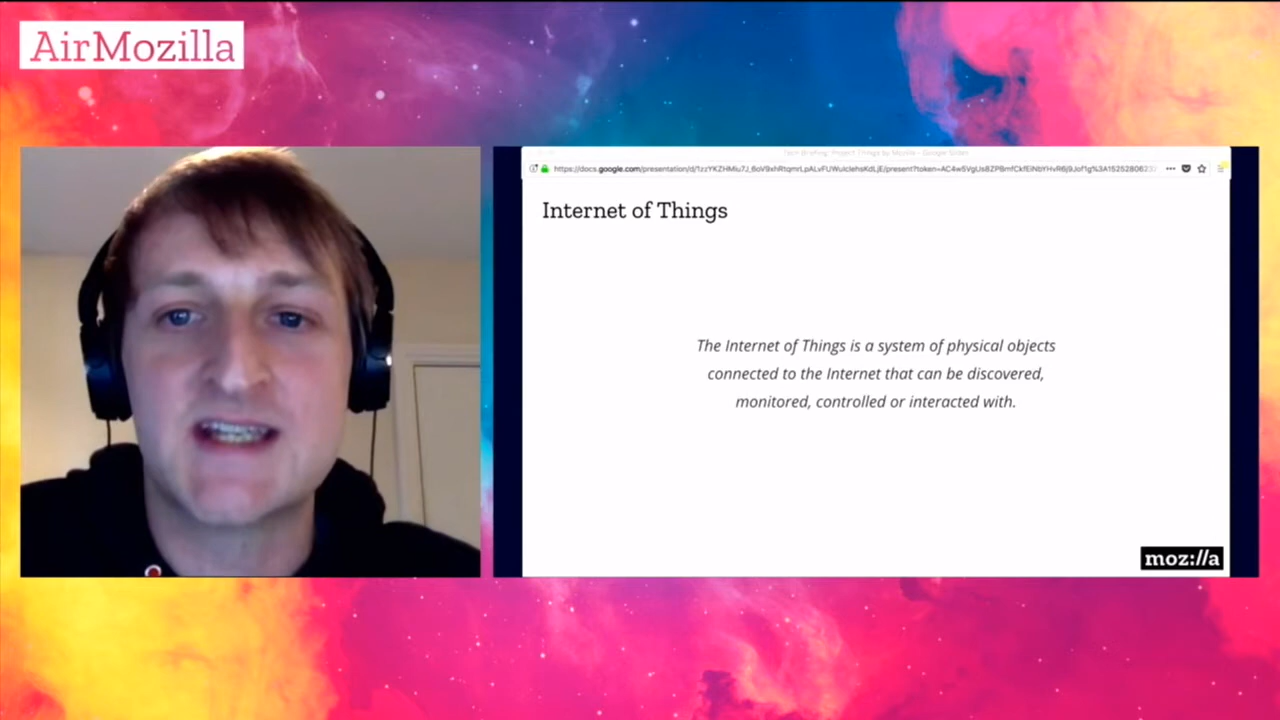 AirMozilla
Internet of Things
The Internet of Things is a system of physical objects
connected to the Internet that can be discovered,
monitored, controlled or interacted with.
moz://a